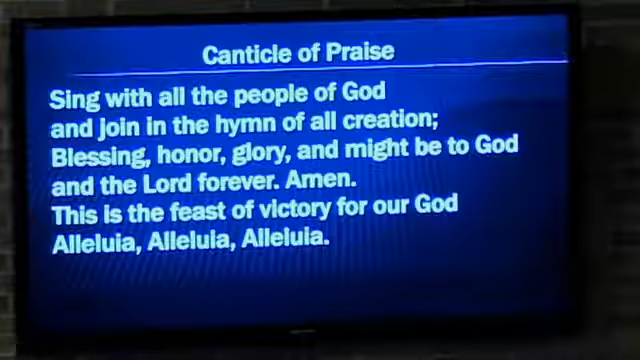 Canticle of Praise
Sing with all the people of God
and join in the hymn of all creation;
Blessing, honor, glory, and might be to God
and the Lord forever. Amen.
This is the feast of victory for our God
Alleluia, Alleluia, Alleluia.